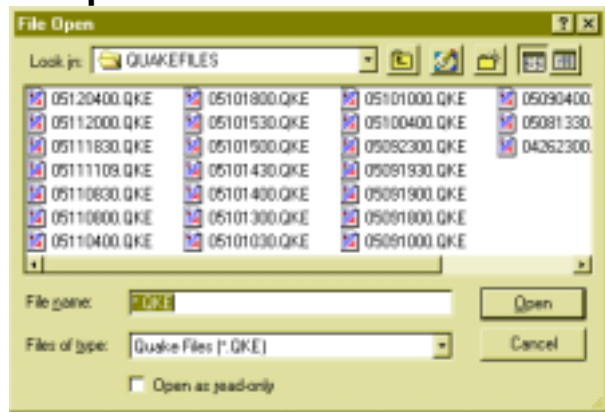 File Open
Look in: QUAKEFILES
05120400.QKE 05101800.QKE 05101000.QKE 05090400.
05112000.QKE 05101530.QKE 05100400.QKE 05081330.
05111830.QKE 05101500.QKE 05092300.QKE 04262300.
05111109.QKE 05101430.QKE 05091930.QKE
05110830.QKE 05101400.QKE 05091900.QKE
05110800.QKE 05101300.QKE 05091800.QKE
05110400.QKE 05101030.QKE 05091000.QKE
File name: *.QKE Open
Files of type: Quake Files (*.QKE) Cancel
Open as read-only